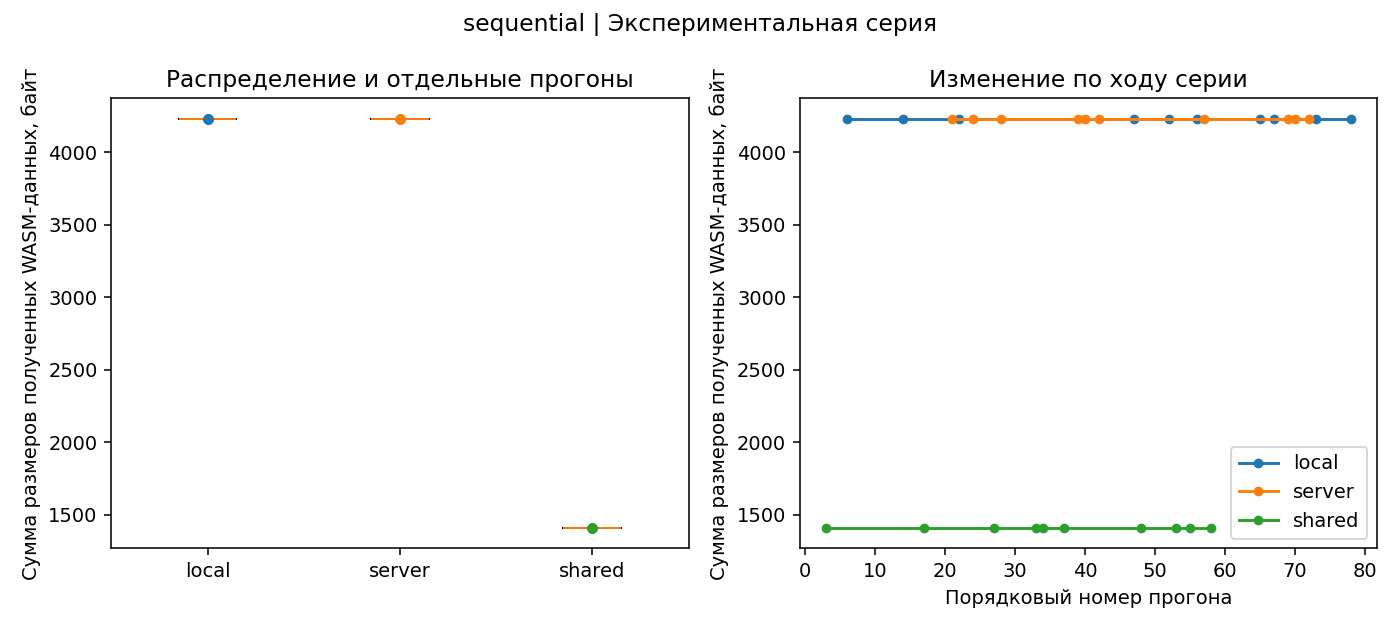 sequential | Экспериментальная серия
Распределение и отдельные прогоны
Сумма размеров полученных WASM-данных, байт
4000
3500
3000
2500
2000
1500
local
server
shared
Изменение по ходу серии
Сумма размеров полученных WASM-данных, байт
4000
3500
3000
2500
2000
1500
local
server
shared
0 10 20 30 40 50 60 70 80
Порядковый номер прогона